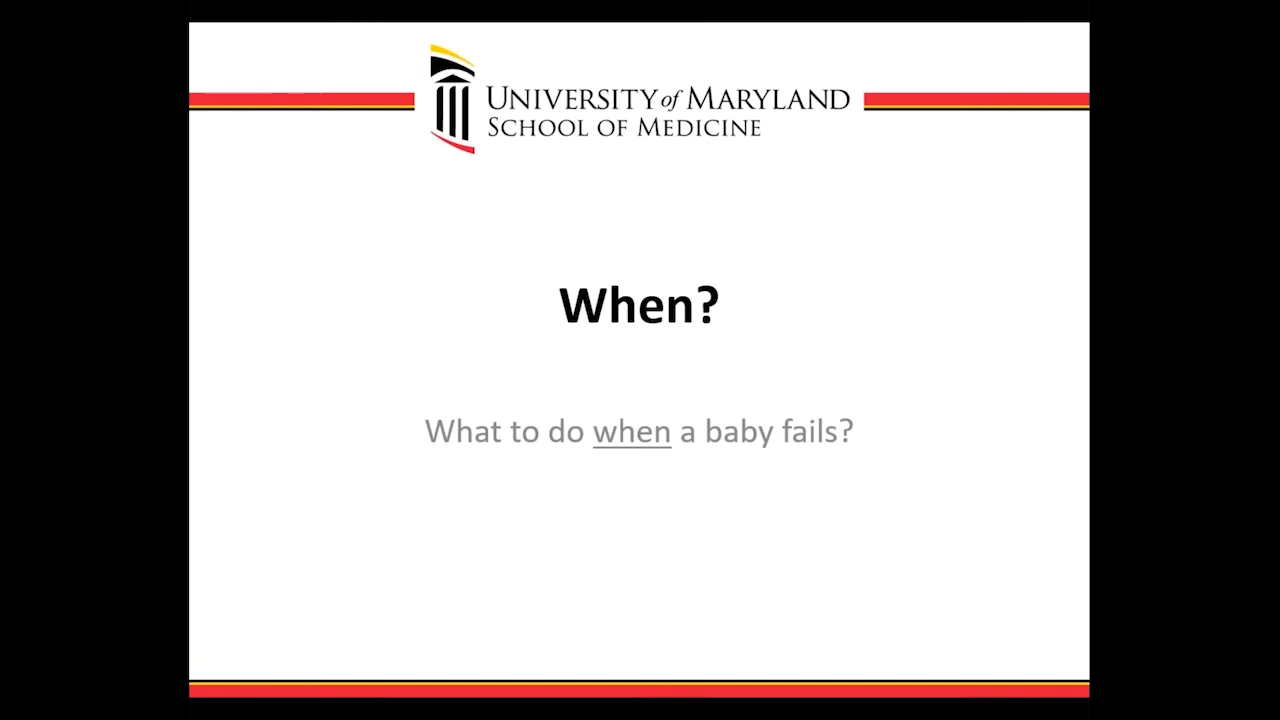 UNIVERSITY of MARYLAND
SCHOOL OF MEDICINE
When?
What to do when a baby fails?